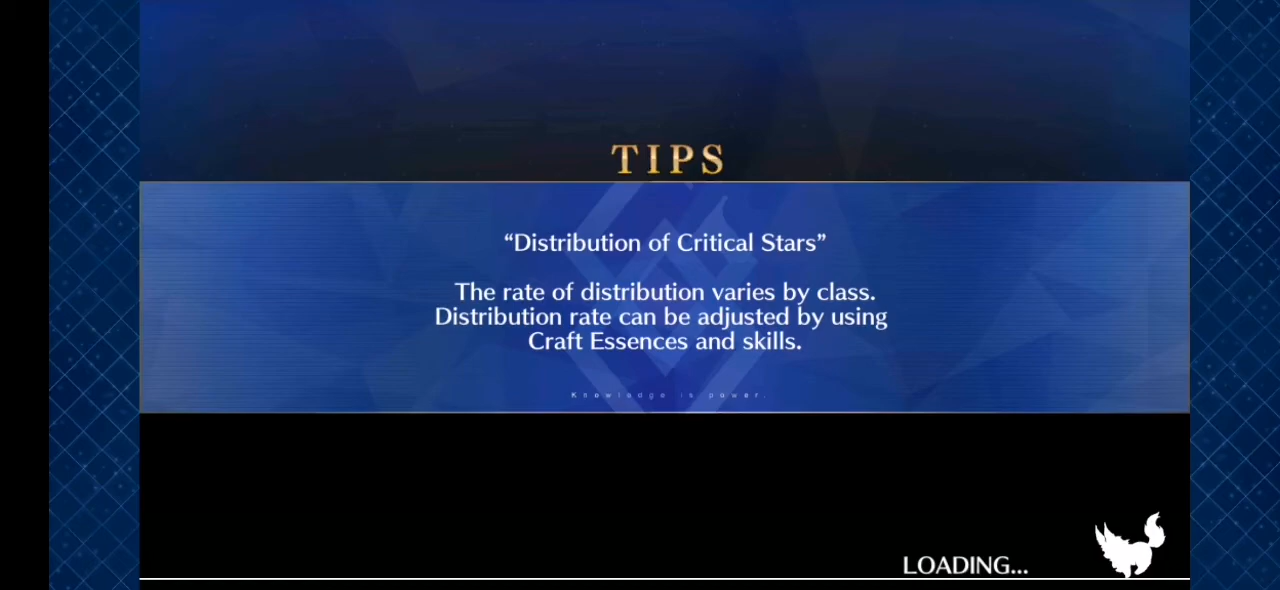 TIPS
“Distribution of Critical Stars”
The rate of distribution varies by class.
Distribution rate can be adjusted by using
Craft Essences and skills.
Knowledge is power.
LOADING...